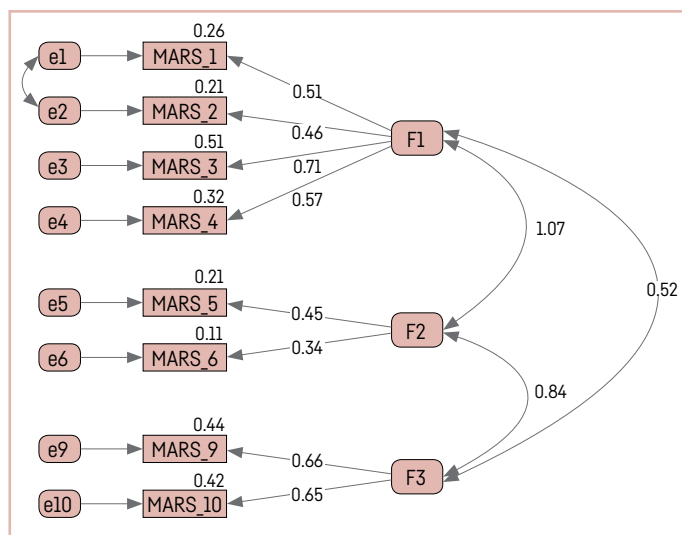 0.26
e1 MARS_1
0.51
0.21
e2 MARS_2
F1
0.46
0.51
e3 MARS_3
0.71
0.32
0.57
e4 MARS_4
1.07
0.52
0.21
e5 MARS_5
0.45
F2
0.11
0.34
e6 MARS_6
0.84
0.44
e9 MARS_9
0.66
F3
0.42
0.65
e10 MARS_10